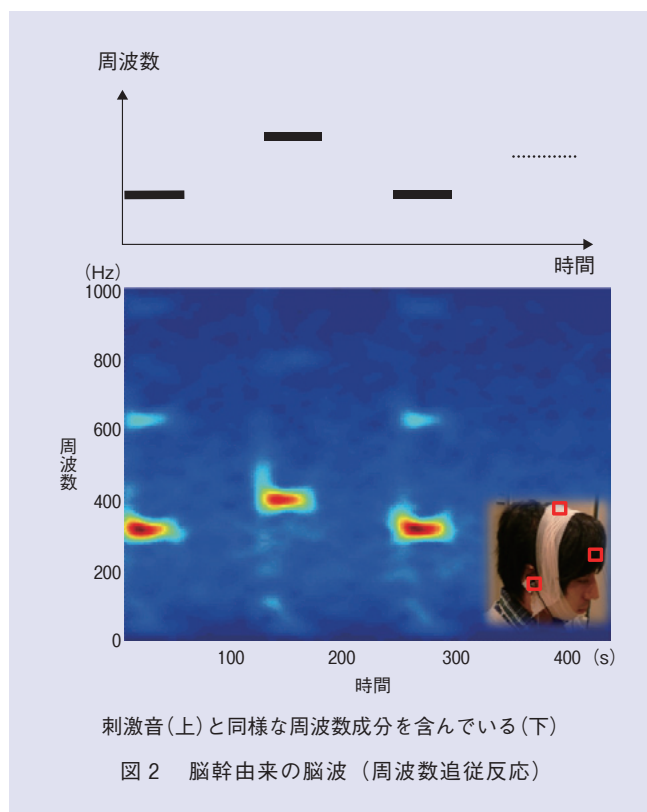 周波数
時間
(Hz)
1000
800
600
400
200
0
周波数
100 200 300 400 (s)
時間
刺激音(上)と同様な周波数成分を含んでいる(下)
図2 脳幹由来の脳波(周波数追従反応)